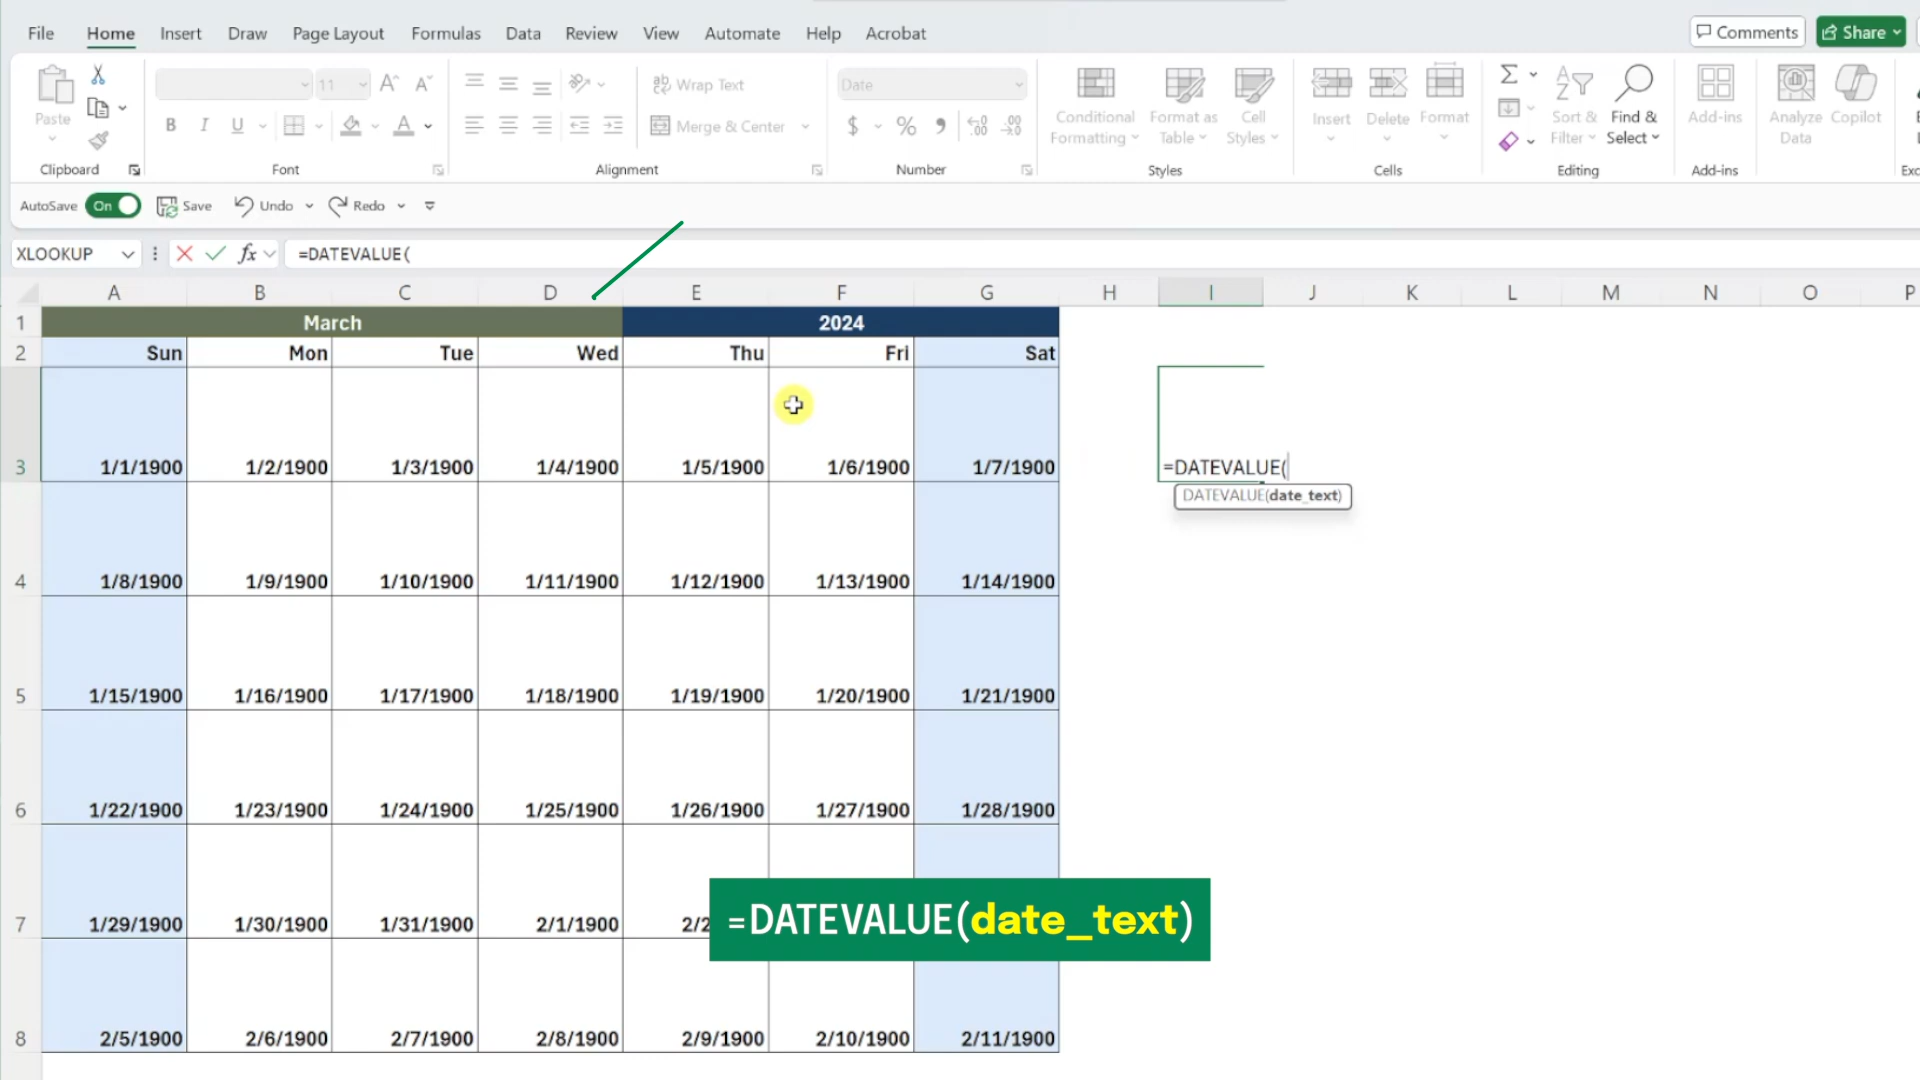 File Home Insert Draw Page Layout Formulas Data Review View Automate Help Acrobat Comments Share
Paste
Clipboard
11
B I U A
Font
Wrap Text
Merge & Center
Alignment
Date
$ % 9
Number
Conditional Formatting
Format as Table
Cell Styles
Styles
Insert Delete Format
Cells
Sort & Filter
Find & Select
Editing
Add-ins
Add-ins
Analyze Data
Copilot
AutoSave On Save Undo Redo
XLOOKUP fx =DATEVALUE(
A B C D E F G H I J K L M N O P
1 March 2024
2 Sun Mon Tue Wed Thu Fri Sat
3 1/1/1900 1/2/1900 1/3/1900 1/4/1900 1/5/1900 1/6/1900 1/7/1900 =DATEVALUE(
DATEVALUE(date_text)
4 1/8/1900 1/9/1900 1/10/1900 1/11/1900 1/12/1900 1/13/1900 1/14/1900
5 1/15/1900 1/16/1900 1/17/1900 1/18/1900 1/19/1900 1/20/1900 1/21/1900
6 1/22/1900 1/23/1900 1/24/1900 1/25/1900 1/26/1900 1/27/1900 1/28/1900
7 1/29/1900 1/30/1900 1/31/1900 2/1/1900
=DATEVALUE(date_text)
8 2/5/1900 2/6/1900 2/7/1900 2/8/1900 2/9/1900 2/10/1900 2/11/1900